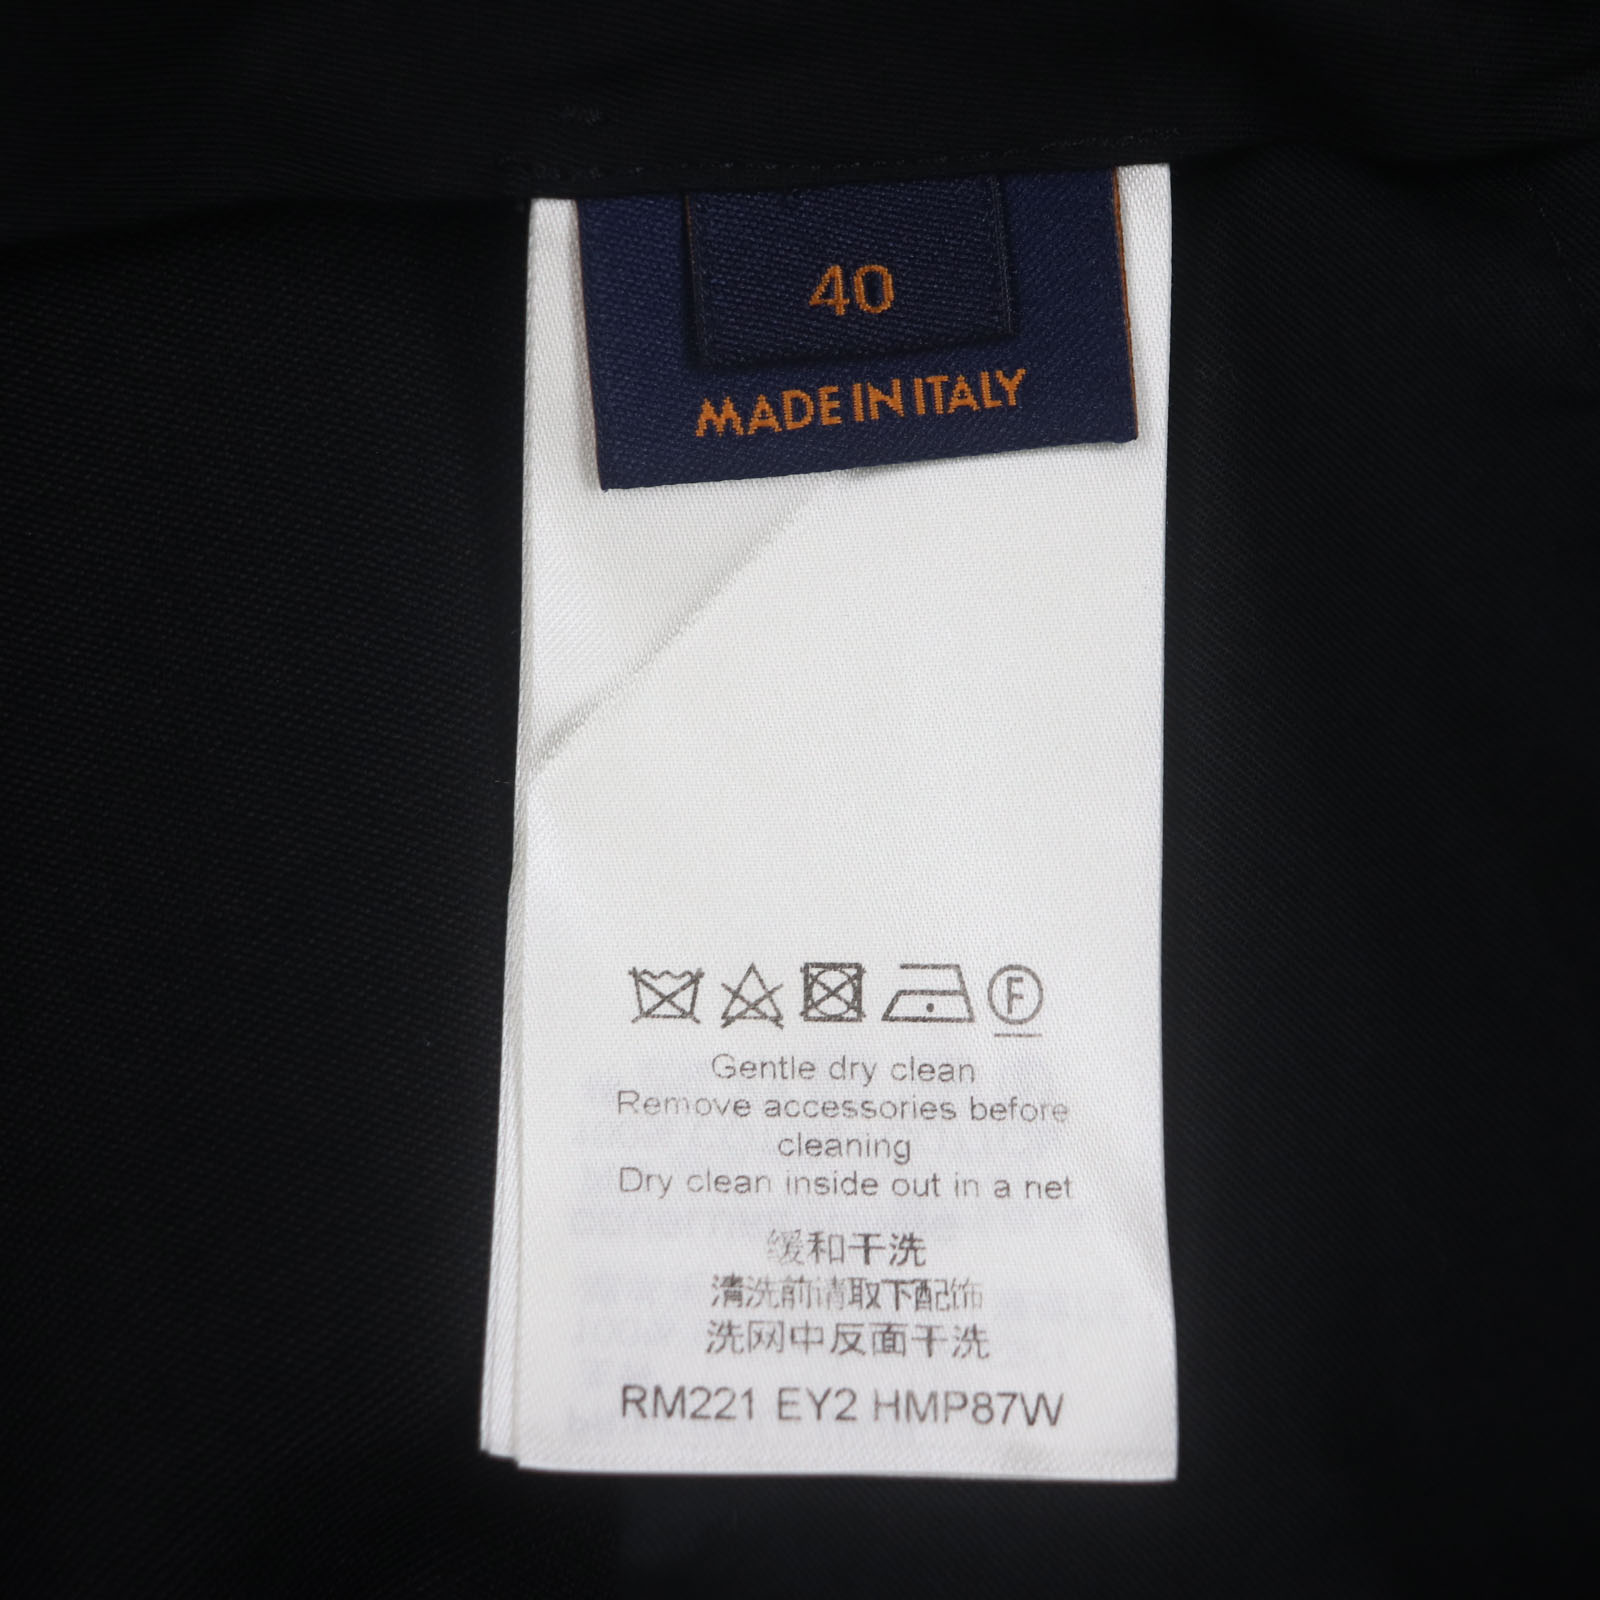 40
MADE IN ITALY
F
Gentle dry clean
Remove accessories before
cleaning
Dry clean inside out in a net
缓和干洗
清洗前请取下配饰
洗网中反面干洗
RM221 EY2 HMP87W